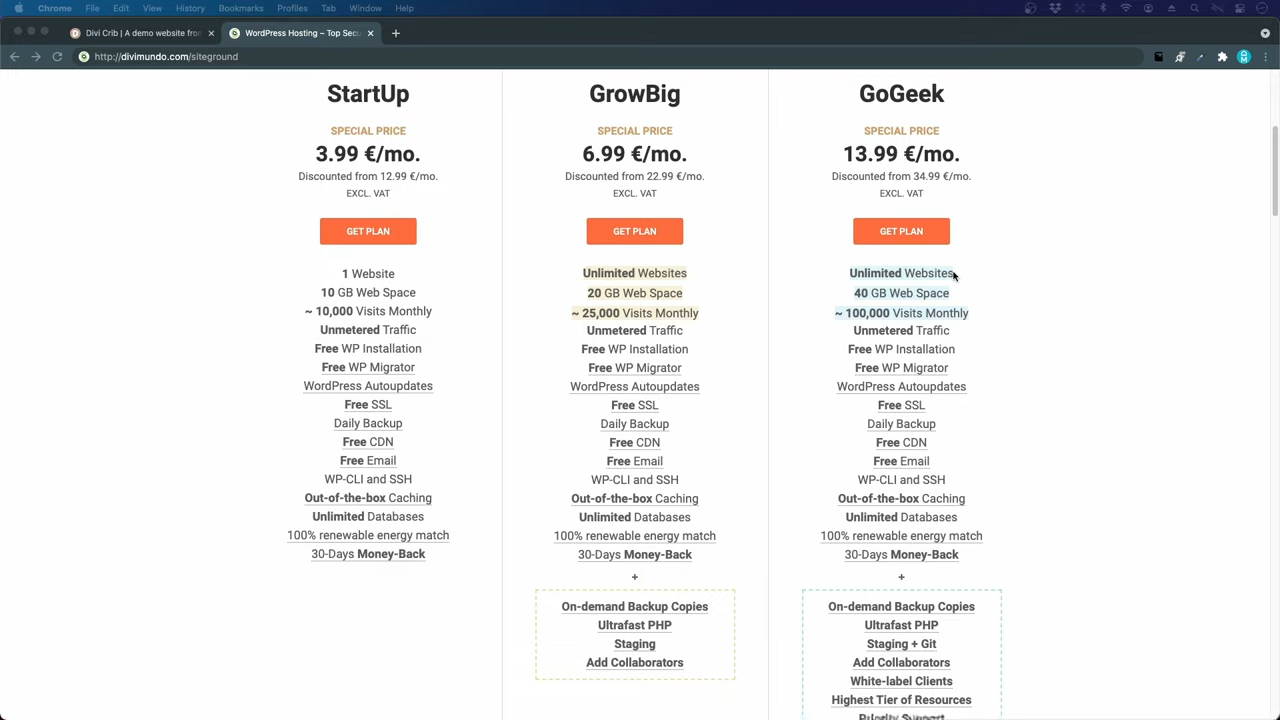 Chrome File Edit View History Bookmarks Profiles Tab Window Help
Divi Crib | A demo website from
WordPress Hosting – Top Secu
http://divimundo.com/siteground
StartUp
SPECIAL PRICE
3.99 €/mo.
Discounted from 12.99 €/mo.
EXCL. VAT
GET PLAN
1 Website
10 GB Web Space
~ 10,000 Visits Monthly
Unmetered Traffic
Free WP Installation
Free WP Migrator
WordPress Autoupdates
Free SSL
Daily Backup
Free CDN
Free Email
WP-CLI and SSH
Out-of-the-box Caching
Unlimited Databases
100% renewable energy match
30-Days Money-Back
GrowBig
SPECIAL PRICE
6.99 €/mo.
Discounted from 22.99 €/mo.
EXCL. VAT
GET PLAN
Unlimited Websites
20 GB Web Space
~ 25,000 Visits Monthly
Unmetered Traffic
Free WP Installation
Free WP Migrator
WordPress Autoupdates
Free SSL
Daily Backup
Free CDN
Free Email
WP-CLI and SSH
Out-of-the-box Caching
Unlimited Databases
100% renewable energy match
30-Days Money-Back
+
On-demand Backup Copies
Ultrafast PHP
Staging
Add Collaborators
GoGeek
SPECIAL PRICE
13.99 €/mo.
Discounted from 34.99 €/mo.
EXCL. VAT
GET PLAN
Unlimited Websites
40 GB Web Space
~ 100,000 Visits Monthly
Unmetered Traffic
Free WP Installation
Free WP Migrator
WordPress Autoupdates
Free SSL
Daily Backup
Free CDN
Free Email
WP-CLI and SSH
Out-of-the-box Caching
Unlimited Databases
100% renewable energy match
30-Days Money-Back
+
On-demand Backup Copies
Ultrafast PHP
Staging + Git
Add Collaborators
White-label Clients
Highest Tier of Resources
Priority Support